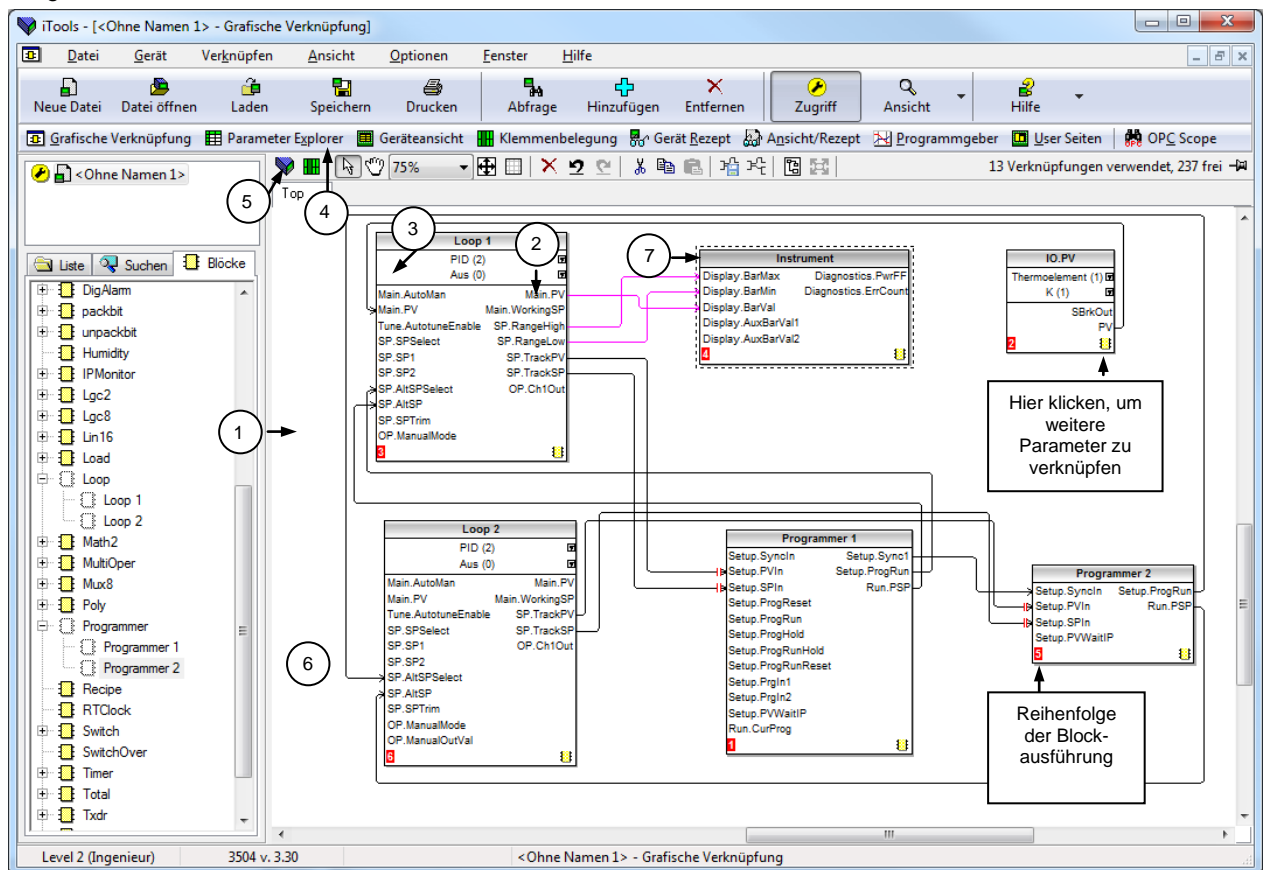 iTools - [<Ohne Namen 1> - Grafische Verknüpfung]
Datei Gerät Verknüpfen Ansicht Optionen Fenster Hilfe
Neue Datei Datei öffnen Laden Speichern Drucken Abfrage Hinzufügen Entfernen Zugriff Ansicht Hilfe
Grafische Verknüpfung Parameter Explorer Geräteansicht Klemmenbelegung Gerät Rezept Ansicht/Rezept Programmgeber User Seiten OPC Scope
<Ohne Namen 1>
75%
13 Verknüpfungen verwendet, 237 frei
Top
5
4
Liste Suchen Blöcke
DigAlarm
packbit
unpackbit
Humidity
IPMonitor
Lgc2
Lgc8
Lin16
Load
Loop
Loop 1
Loop 2
Math2
MultiOper
Mux8
Poly
Programmer
Programmer 1
Programmer 2
Recipe
RTClock
Switch
SwitchOver
Timer
Total
Txdr
1
3
2
Loop 1
PID (2)
Aus (0)
Main.AutoMan Main.PV
Main.PV Main.WorkingSP
Tune.AutotuneEnable SP.RangeHigh
SP.SPSelect SP.RangeLow
SP.SP1 SP.TrackPV
SP.SP2 SP.TrackSP
SP.AltSPSelect OP.Ch1Out
SP.AltSP
SP.SPTrim
OP.ManualMode
3
7
Instrument
Display.BarMax Diagnostics.PwrFF
Display.BarMin Diagnostics.ErrCount
Display.BarVal
Display.AuxBarVal1
Display.AuxBarVal2
4
IO.PV
Thermoelement (1)
K (1)
SBrkOut
PV
2
Hier klicken, um
weitere
Parameter zu
verknüpfen
6
Loop 2
PID (2)
Aus (0)
Main.AutoMan Main.PV
Main.PV Main.WorkingSP
Tune.AutotuneEnable SP.TrackPV
SP.SPSelect SP.TrackSP
SP.SP1 OP.Ch1Out
SP.SP2
SP.AltSPSelect
SP.AltSP
SP.SPTrim
OP.ManualMode
OP.ManualOutVal
6
Programmer 1
Setup.SyncIn Setup.Sync1
Setup.PVIn Setup.ProgRun
Setup.SPIn Run.PSP
Setup.ProgReset
Setup.ProgRun
Setup.ProgHold
Setup.ProgRunHold
Setup.ProgRunReset
Setup.PrgIn1
Setup.PrgIn2
Setup.PVWaitIP
Run.CurProg
1
Programmer 2
Setup.SyncIn Setup.ProgRun
Setup.PVIn Run.PSP
Setup.SPIn
Setup.PVWaitIP
5
Reihenfolge
der Block-
ausführung
Level 2 (Ingenieur) 3504 v. 3.30 <Ohne Namen 1> - Grafische Verknüpfung